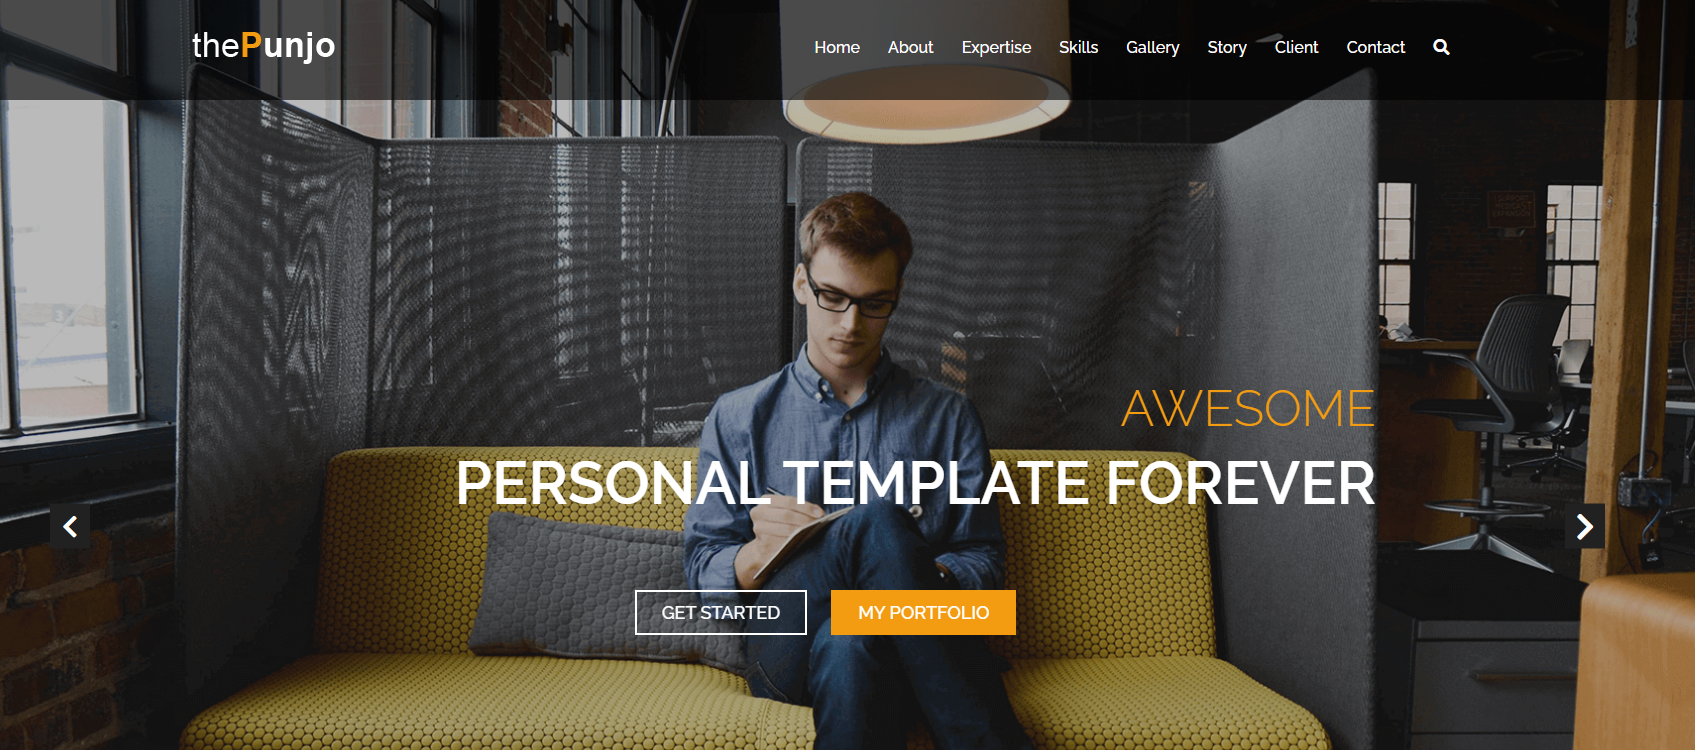 thePunjo
Home About Expertise Skills Gallery Story Client Contact
AWESOME
PERSONAL TEMPLATE FOREVER
GET STARTED MY PORTFOLIO